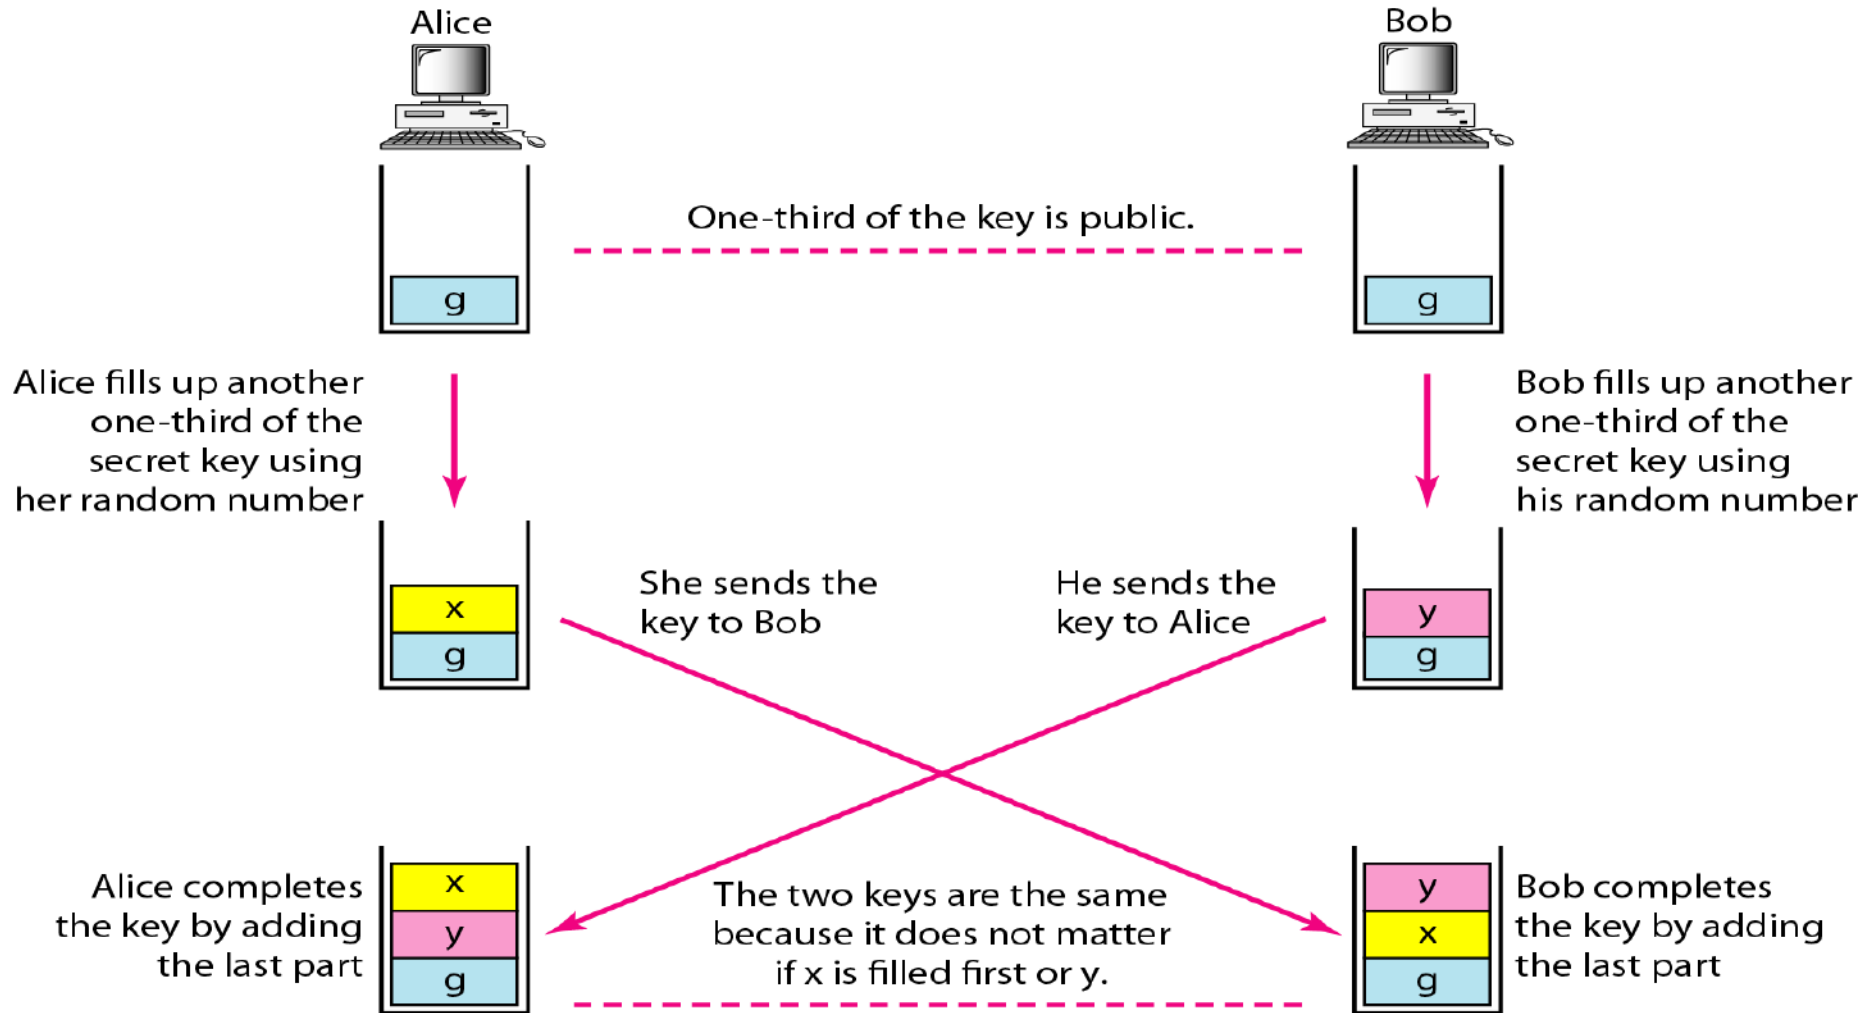 Alice
Bob
One-third of the key is public.
g
g
Alice fills up another
one-third of the
secret key using
her random number
Bob fills up another
one-third of the
secret key using
his random number
x
g
She sends the
key to Bob
He sends the
key to Alice
y
g
Alice completes
the key by adding
the last part
x
y
g
The two keys are the same
because it does not matter
if x is filled first or y.
y
x
g
Bob completes
the key by adding
the last part